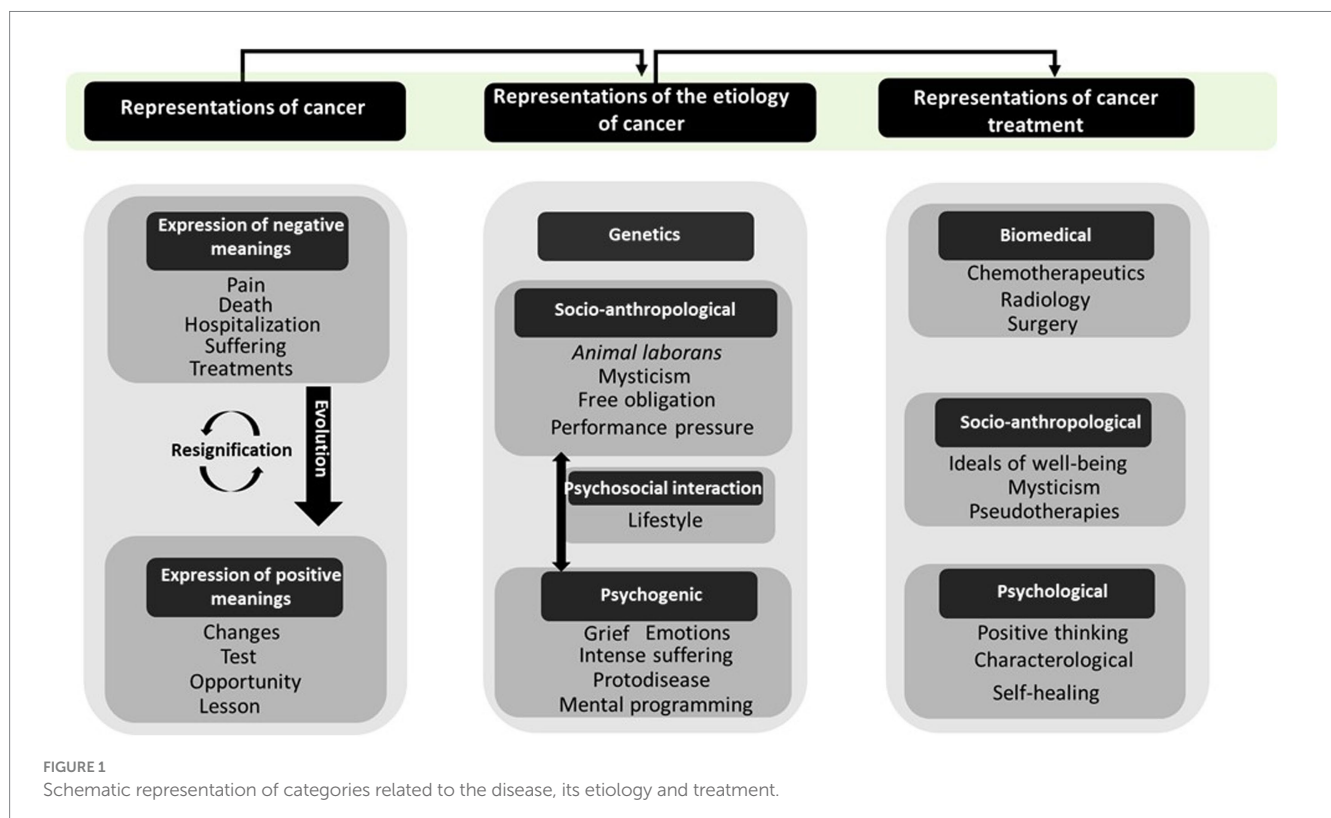 Representations of cancer
Representations of the etiology
of cancer
Representations of cancer
treatment
Expression of negative
meanings
Pain
Death
Hospitalization
Suffering
Treatments
Resignification
Evolution
Expression of positive
meanings
Changes
Test
Opportunity
Lesson
Genetics
Socio-anthropological
Animal laborans
Mysticism
Free obligation
Performance pressure
Psychosocial interaction
Lifestyle
Psychogenic
Grief Emotions
Intense suffering
Protodisease
Mental programming
Biomedical
Chemotherapeutics
Radiology
Surgery
Socio-anthropological
Ideals of well-being
Mysticism
Pseudotherapies
Psychological
Positive thinking
Characterological
Self-healing
FIGURE 1
Schematic representation of categories related to the disease, its etiology and treatment.